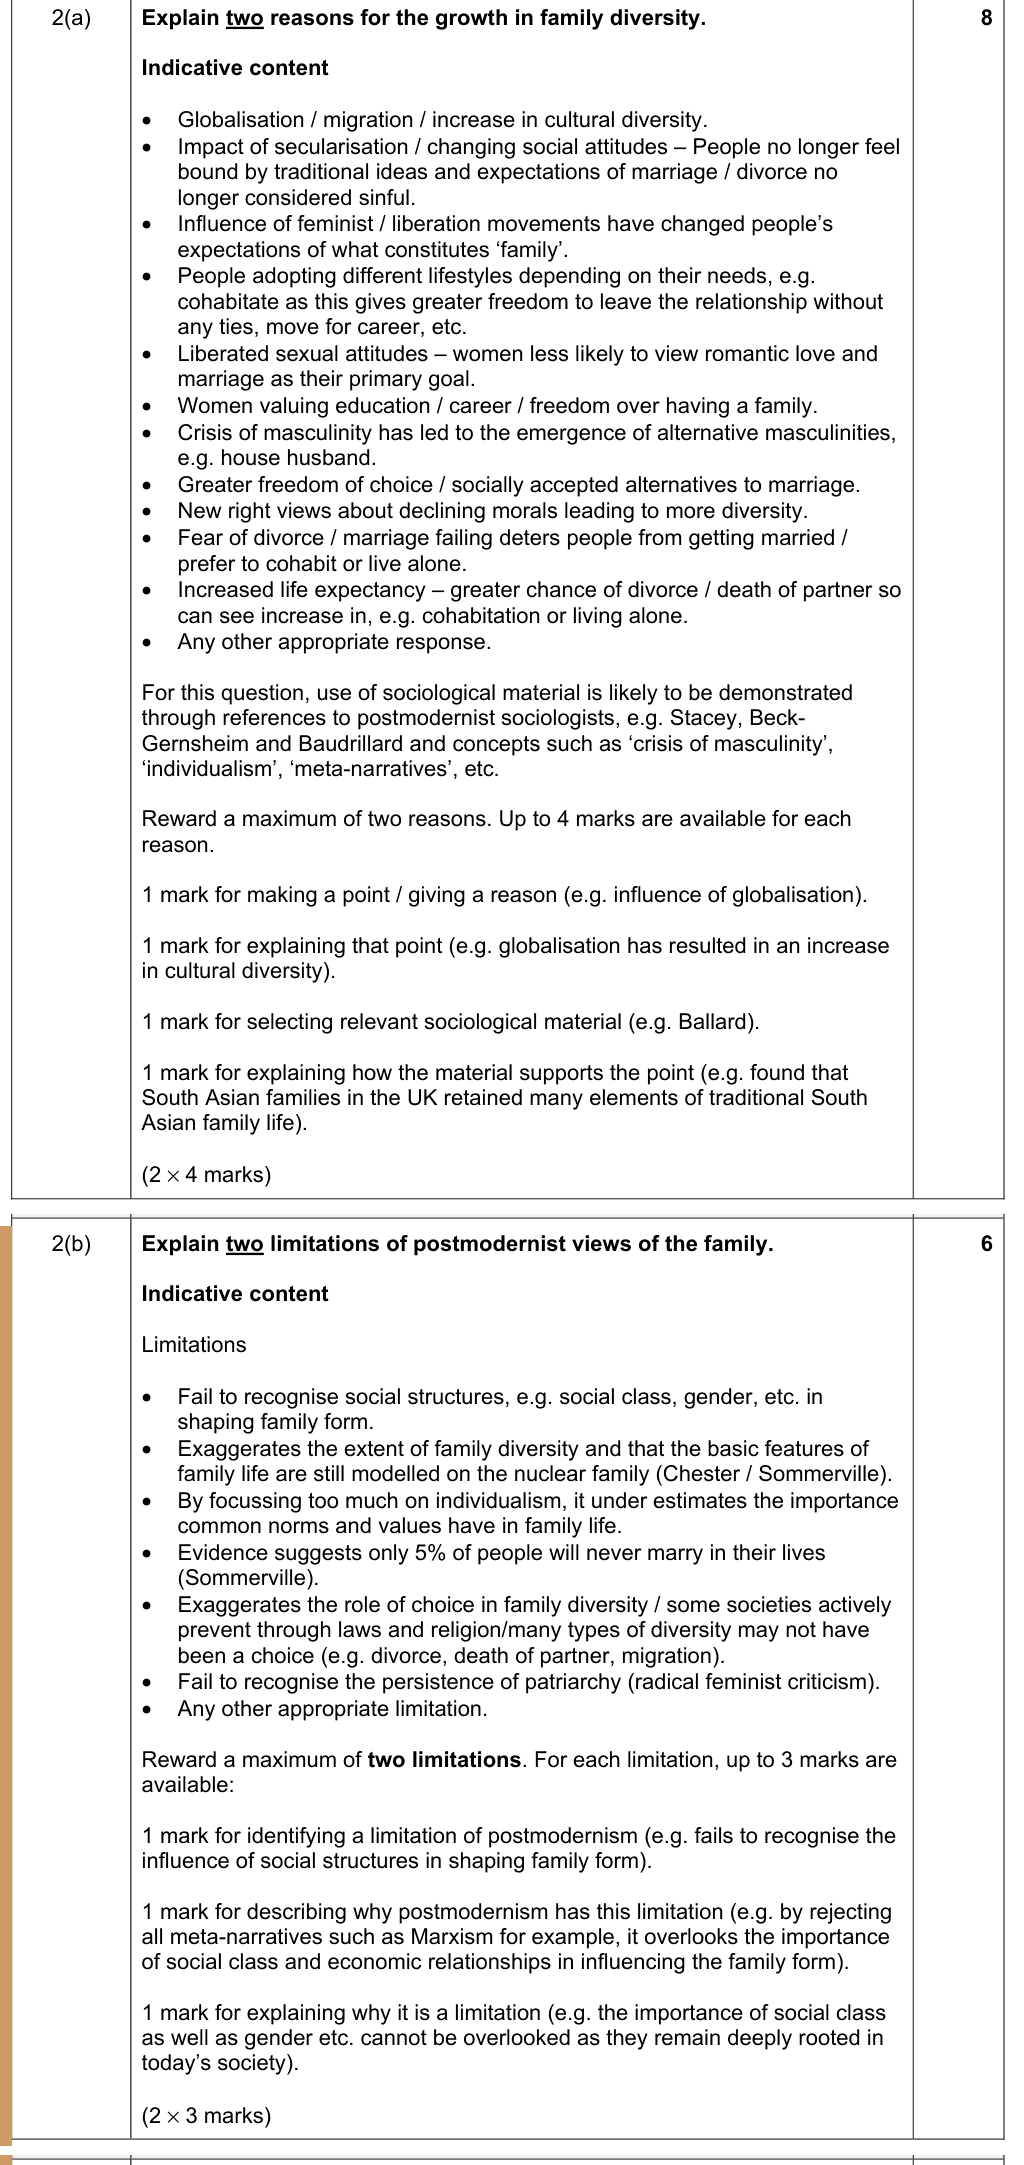 2(a)
Explain two reasons for the growth in family diversity.
8
Indicative content
• Globalisation / migration / increase in cultural diversity.
• Impact of secularisation / changing social attitudes – People no longer feel
bound by traditional ideas and expectations of marriage / divorce no
longer considered sinful.
• Influence of feminist / liberation movements have changed people’s
expectations of what constitutes ‘family’.
• People adopting different lifestyles depending on their needs, e.g.
cohabitate as this gives greater freedom to leave the relationship without
any ties, move for career, etc.
• Liberated sexual attitudes – women less likely to view romantic love and
marriage as their primary goal.
• Women valuing education / career / freedom over having a family.
• Crisis of masculinity has led to the emergence of alternative masculinities,
e.g. house husband.
• Greater freedom of choice / socially accepted alternatives to marriage.
• New right views about declining morals leading to more diversity.
• Fear of divorce / marriage failing deters people from getting married /
prefer to cohabit or live alone.
• Increased life expectancy – greater chance of divorce / death of partner so
can see increase in, e.g. cohabitation or living alone.
• Any other appropriate response.
For this question, use of sociological material is likely to be demonstrated
through references to postmodernist sociologists, e.g. Stacey, Beck-
Gernsheim and Baudrillard and concepts such as ‘crisis of masculinity’,
‘individualism’, ‘meta-narratives’, etc.
Reward a maximum of two reasons. Up to 4 marks are available for each
reason.
1 mark for making a point / giving a reason (e.g. influence of globalisation).
1 mark for explaining that point (e.g. globalisation has resulted in an increase
in cultural diversity).
1 mark for selecting relevant sociological material (e.g. Ballard).
1 mark for explaining how the material supports the point (e.g. found that
South Asian families in the UK retained many elements of traditional South
Asian family life).
(2 × 4 marks)
2(b)
Explain two limitations of postmodernist views of the family.
6
Indicative content
Limitations
• Fail to recognise social structures, e.g. social class, gender, etc. in
shaping family form.
• Exaggerates the extent of family diversity and that the basic features of
family life are still modelled on the nuclear family (Chester / Sommerville).
• By focussing too much on individualism, it under estimates the importance
common norms and values have in family life.
• Evidence suggests only 5% of people will never marry in their lives
(Sommerville).
• Exaggerates the role of choice in family diversity / some societies actively
prevent through laws and religion/many types of diversity may not have
been a choice (e.g. divorce, death of partner, migration).
• Fail to recognise the persistence of patriarchy (radical feminist criticism).
• Any other appropriate limitation.
Reward a maximum of two limitations. For each limitation, up to 3 marks are
available:
1 mark for identifying a limitation of postmodernism (e.g. fails to recognise the
influence of social structures in shaping family form).
1 mark for describing why postmodernism has this limitation (e.g. by rejecting
all meta-narratives such as Marxism for example, it overlooks the importance
of social class and economic relationships in influencing the family form).
1 mark for explaining why it is a limitation (e.g. the importance of social class
as well as gender etc. cannot be overlooked as they remain deeply rooted in
today’s society).
(2 × 3 marks)